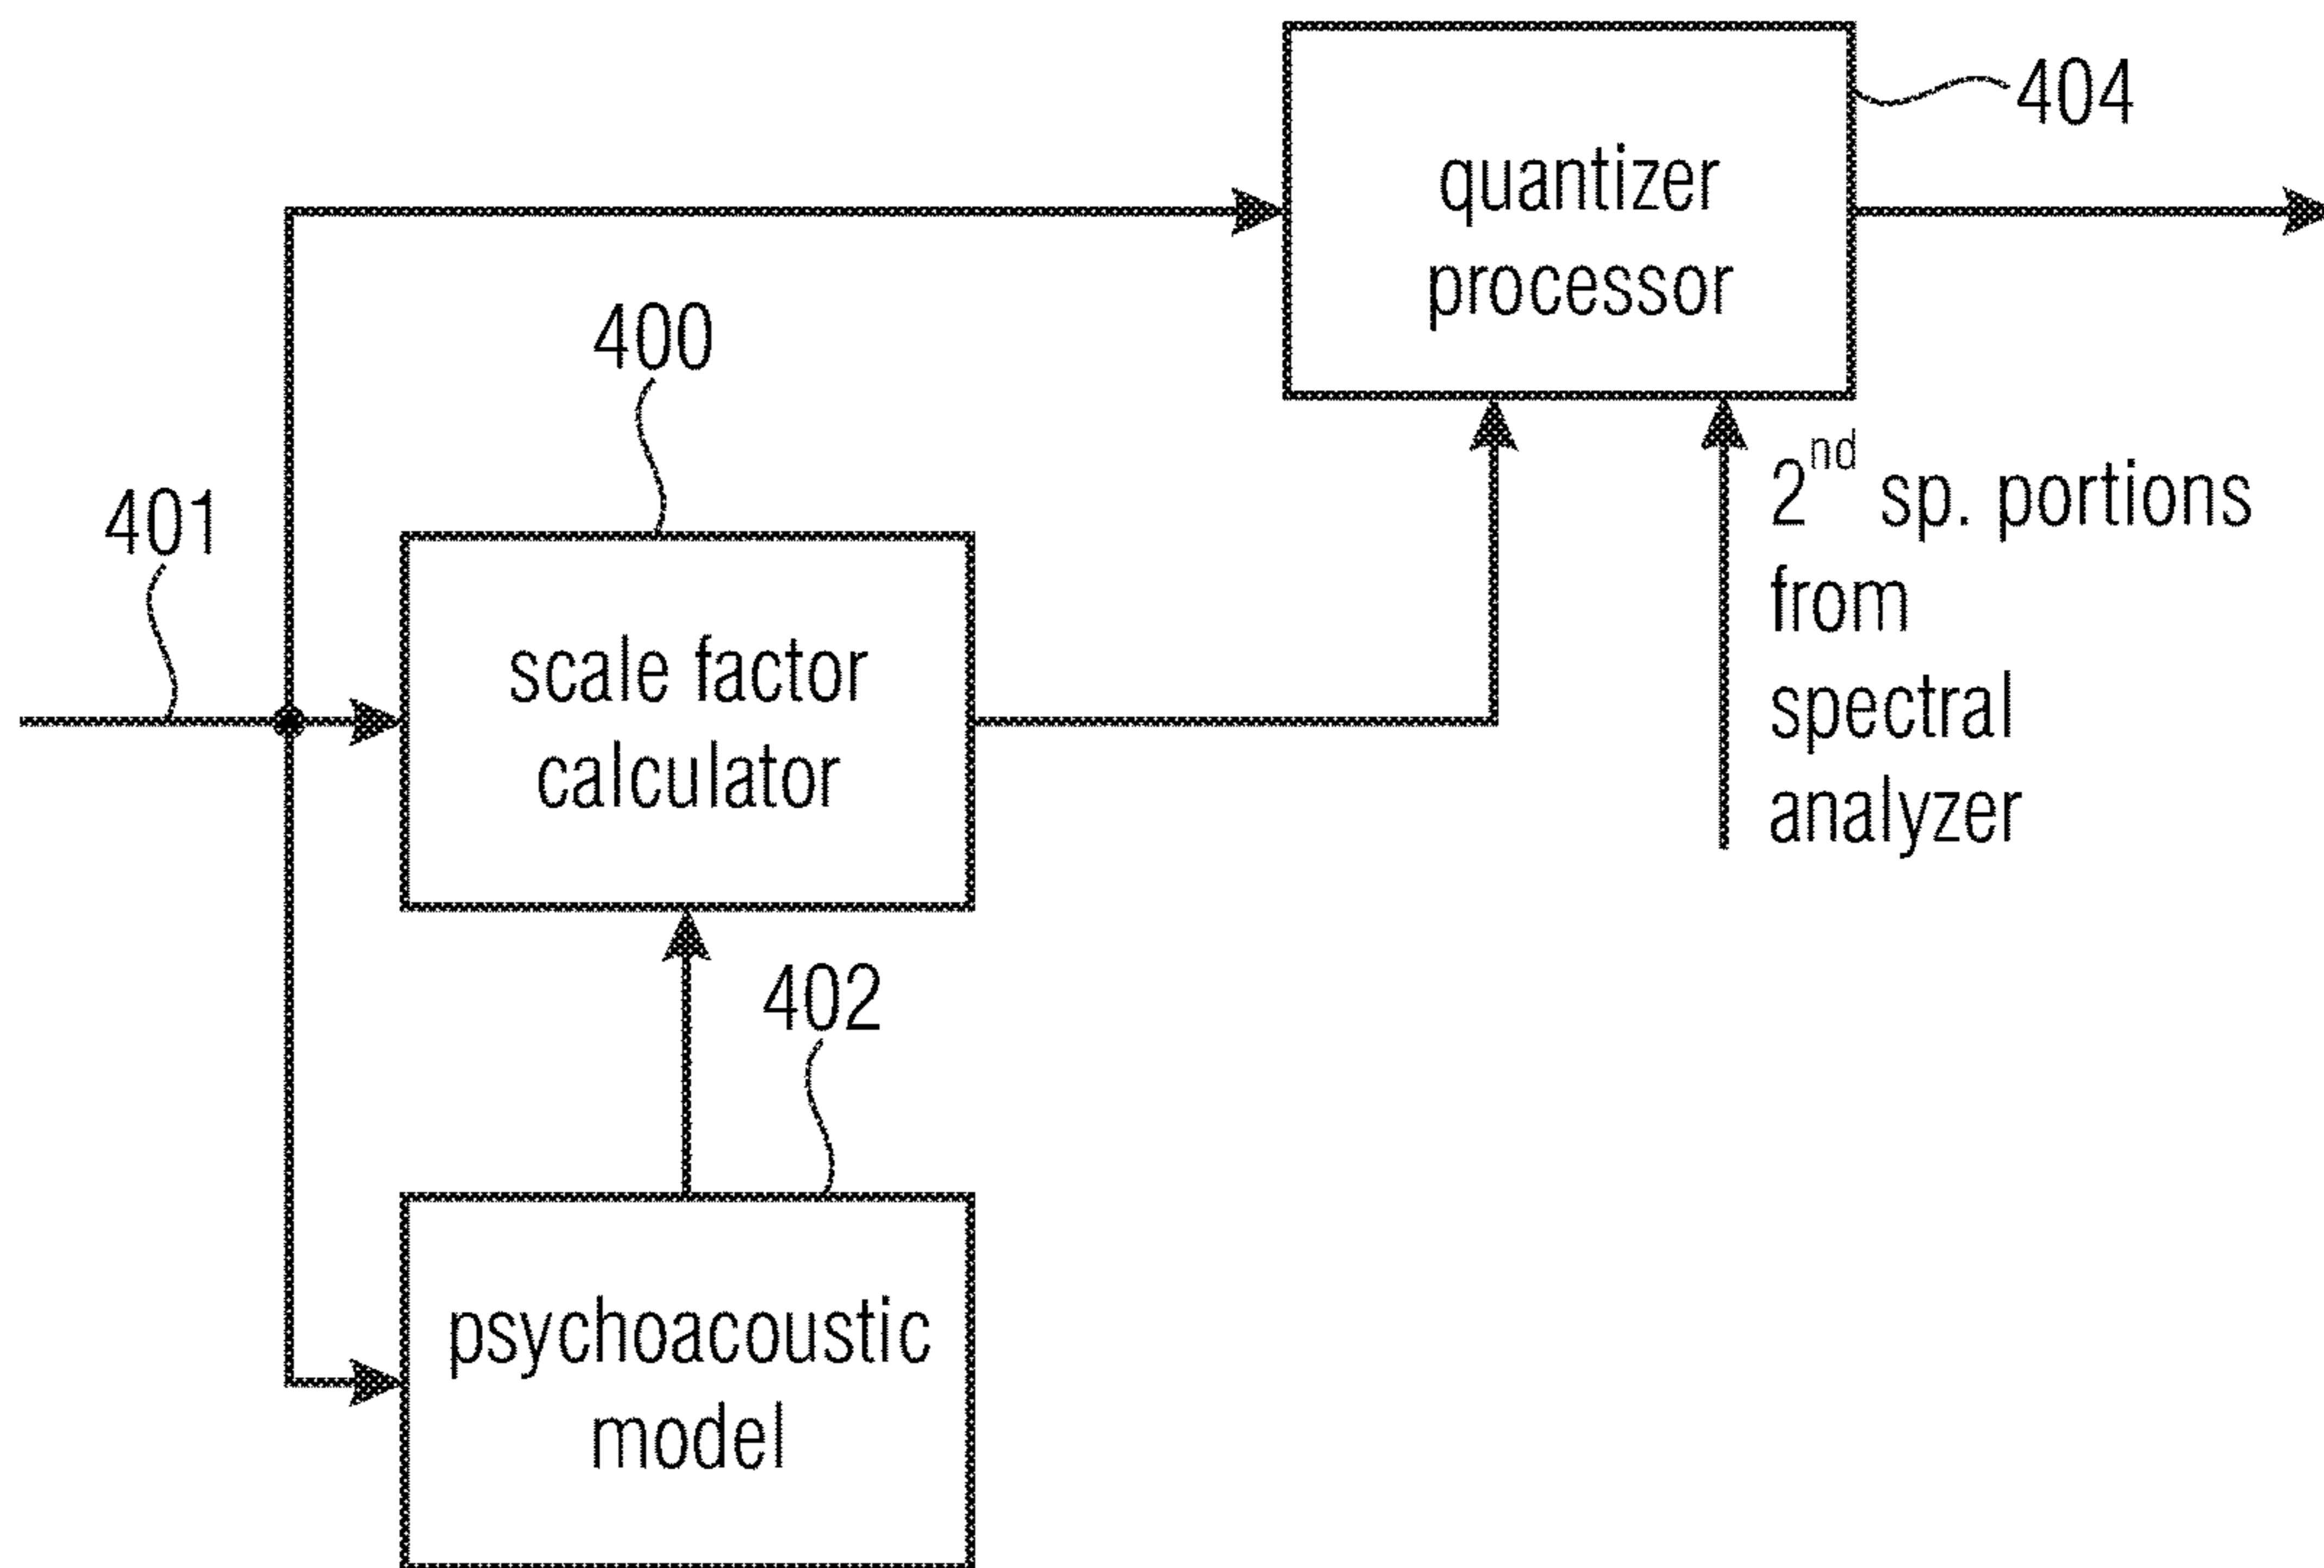 404
quantizer
processor
400
2nd sp. portions
from
spectral
analyzer
401
scale factor
calculator
402
psychoacoustic
model